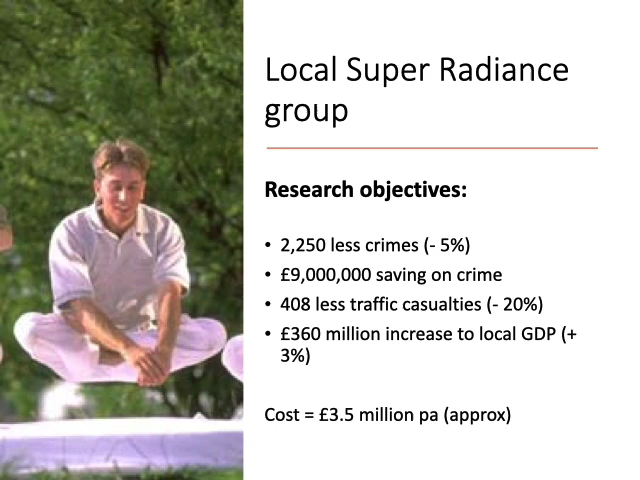 Local Super Radiance
group
Research objectives:
• 2,250 less crimes (- 5%)
• £9,000,000 saving on crime
• 408 less traffic casualties (- 20%)
• £360 million increase to local GDP (+
3%)
Cost = £3.5 million pa (approx)